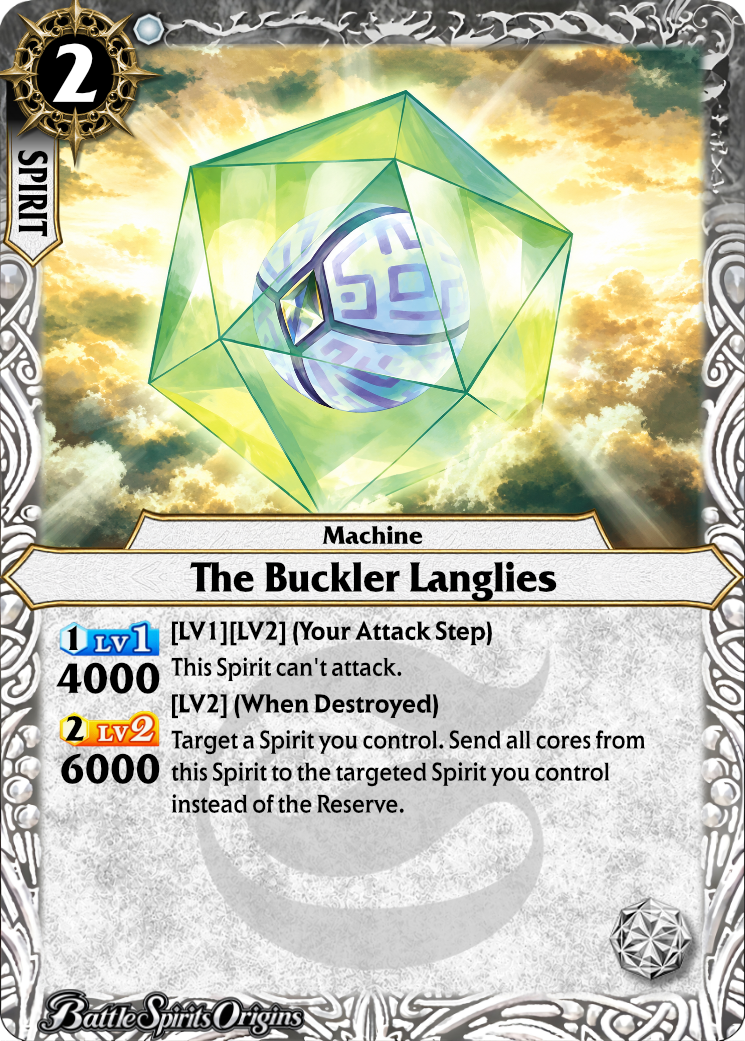 2
SPIRIT
Machine
The Buckler Langlies
1 LV1
4000
[LV1][LV2] (Your Attack Step)
This Spirit can't attack.
2 LV2
6000
[LV2] (When Destroyed)
Target a Spirit you control. Send all cores from
this Spirit to the targeted Spirit you control
instead of the Reserve.
Battle Spirits Origins